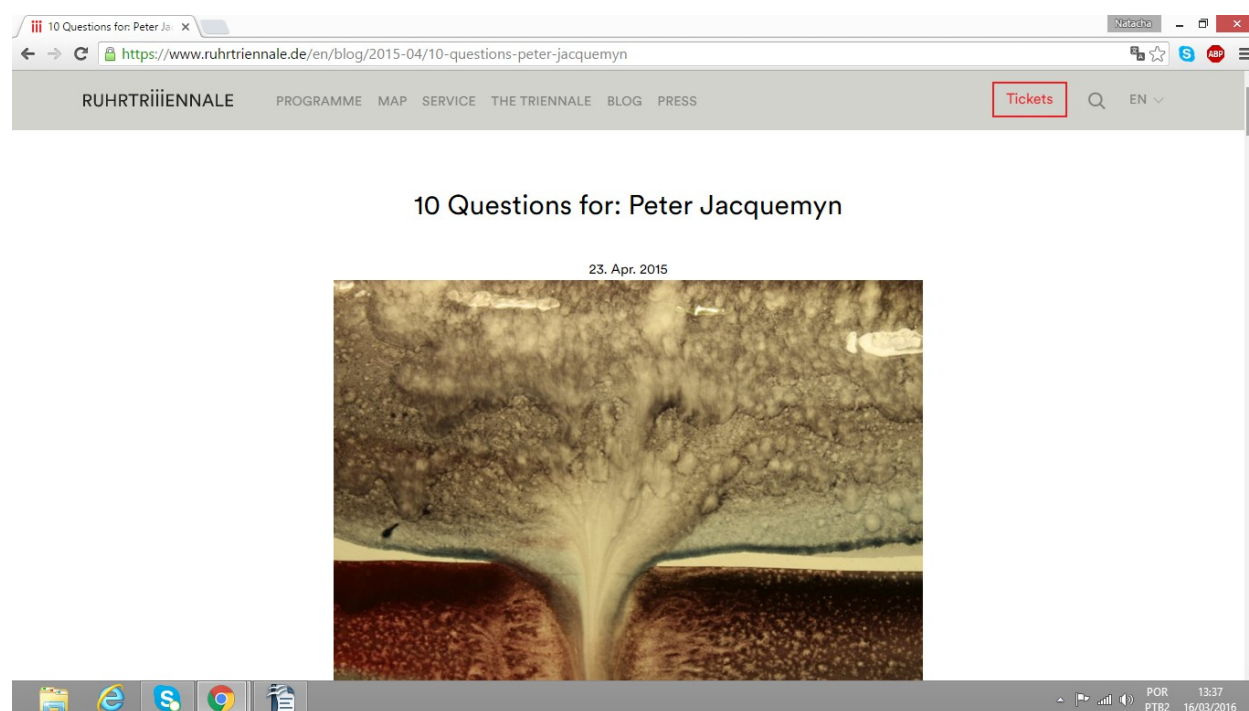 10 Questions for: Peter Ja
Natacha
https://www.ruhrtriennale.de/en/blog/2015-04/10-questions-peter-jacquemyn
ABP
RUHRTRiiiENNALE PROGRAMME MAP SERVICE THE TRIENNALE BLOG PRESS Tickets EN
10 Questions for: Peter Jacquemyn
23. Apr. 2015
POR 13:37
PTB2 16/03/2016